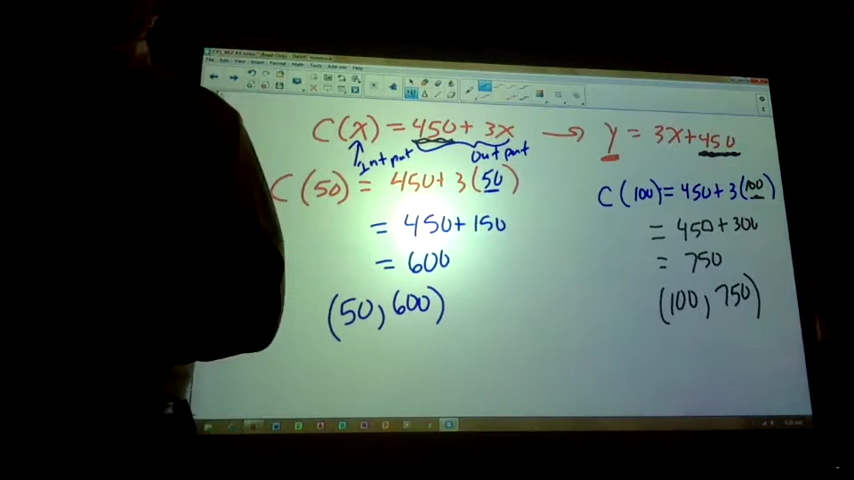 C(x) = 450 + 3x → y = 3x + 450
Intput Output
C(50) = 450 + 3(50)
= 450 + 150
= 600
(50, 600)
C(100) = 450 + 3(100)
= 450 + 300
= 750
(100, 750)